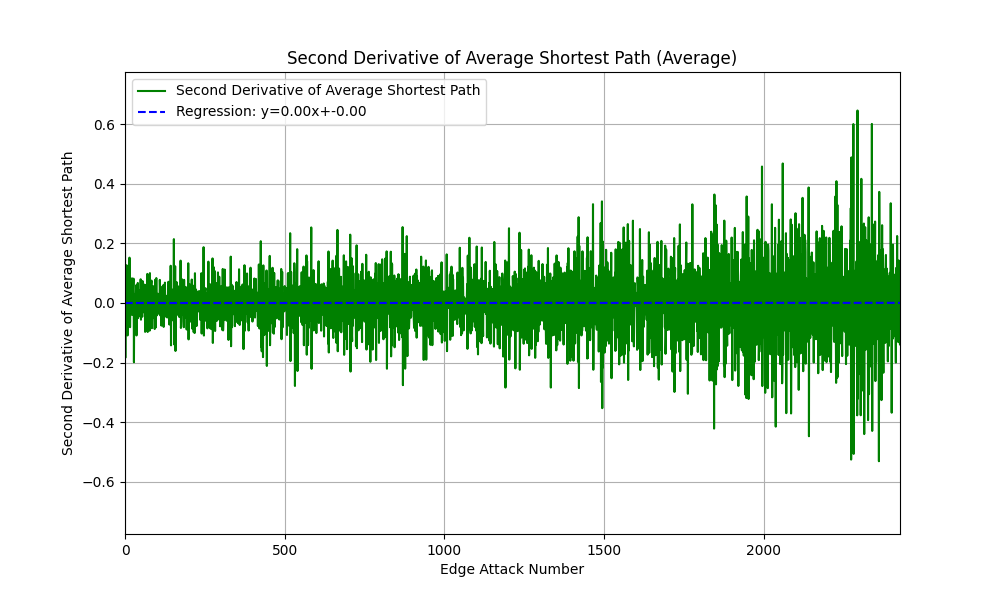 Second Derivative of Average Shortest Path (Average)
Second Derivative of Average Shortest Path
Regression: y=0.00x+-0.00
Second Derivative of Average Shortest Path
0.6
0.4
0.2
0.0
−0.2
−0.4
−0.6
0 500 1000 1500 2000
Edge Attack Number